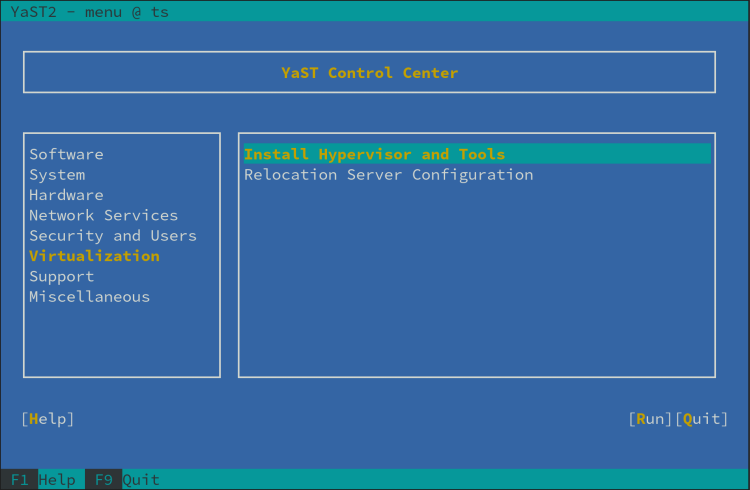 YaST2 - menu @ ts
YaST Control Center
Software
System
Hardware
Network Services
Security and Users
Virtualization
Support
Miscellaneous
Install Hypervisor and Tools
Relocation Server Configuration
[Help]
[Run][Quit]
F1 Help F9 Quit